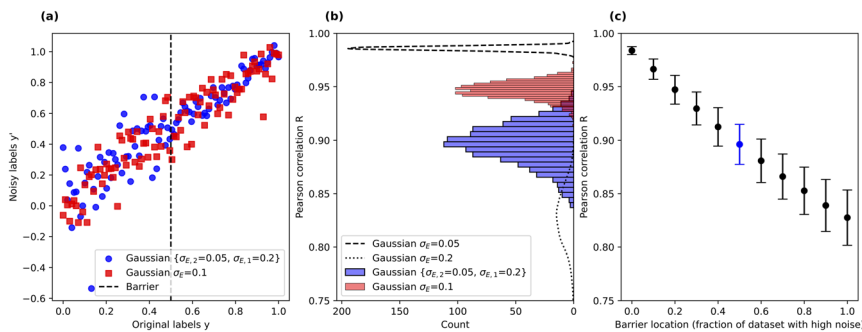 (a)
Noisy labels y'
1.0
0.8
0.6
0.4
0.2
0.0
−0.2
−0.4
−0.6
0.0 0.2 0.4 0.6 0.8 1.0
Original labels y
Gaussian {σE,2=0.05, σE,1=0.2}
Gaussian σE=0.1
Barrier
(b)
Pearson correlation R
1.00
0.95
0.90
0.85
0.80
0.75
200 150 100 50 0
Count
Gaussian σE=0.05
Gaussian σE=0.2
Gaussian {σE,2=0.05, σE,1=0.2}
Gaussian σE=0.1
(c)
Pearson correlation R
1.00
0.95
0.90
0.85
0.80
0.75
0.0 0.2 0.4 0.6 0.8 1.0
Barrier location (fraction of dataset with high noise